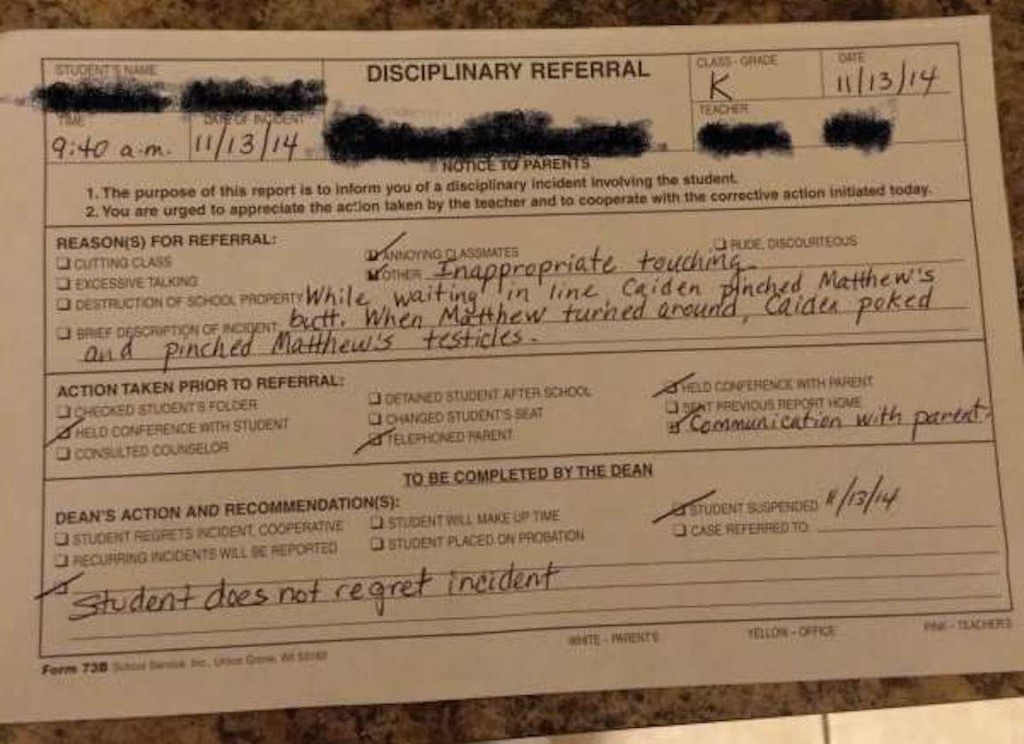 STUDENT'S NAME
DISCIPLINARY REFERRAL
CLASS - GRADE
K
DATE
11/13/14
TIME
9:40 a.m.
DATE OF INCIDENT
11/13/14
TEACHER
NOTICE TO PARENTS
1. The purpose of this report is to inform you of a disciplinary incident involving the student.
2. You are urged to appreciate the action taken by the teacher and to cooperate with the corrective action initiated today.
REASON(S) FOR REFERRAL:
CUTTING CLASS
EXCESSIVE TALKING
DESTRUCTION OF SCHOOL PROPERTY
BRIEF DESCRIPTION OF INCIDENT:
ANNOYING CLASSMATES
OTHER Inappropriate touching.
RUDE, DISCOURTEOUS
While waiting in line, Caiden pinched Matthew's
butt. When Matthew turned around, Caiden poked
and pinched Matthew's testicles.
ACTION TAKEN PRIOR TO REFERRAL:
CHECKED STUDENT'S FOLDER
HELD CONFERENCE WITH STUDENT
CONSULTED COUNSELOR
DETAINED STUDENT AFTER SCHOOL
CHANGED STUDENT'S SEAT
TELEPHONED PARENT
HELD CONFERENCE WITH PARENT
SENT PREVIOUS REPORT HOME
Communication with parent.
TO BE COMPLETED BY THE DEAN
DEAN'S ACTION AND RECOMMENDATION(S):
STUDENT REGRETS INCIDENT, COOPERATIVE
RECURRING INCIDENTS WILL BE REPORTED
STUDENT WILL MAKE UP TIME
STUDENT PLACED ON PROBATION
STUDENT SUSPENDED 11/13/14
CASE REFERRED TO:
Student does not regret incident
WHITE - PARENT'S
YELLOW - OFFICE
PINK - TEACHER'S
Form 73B School Service, Inc., Union Grove, WI 53182